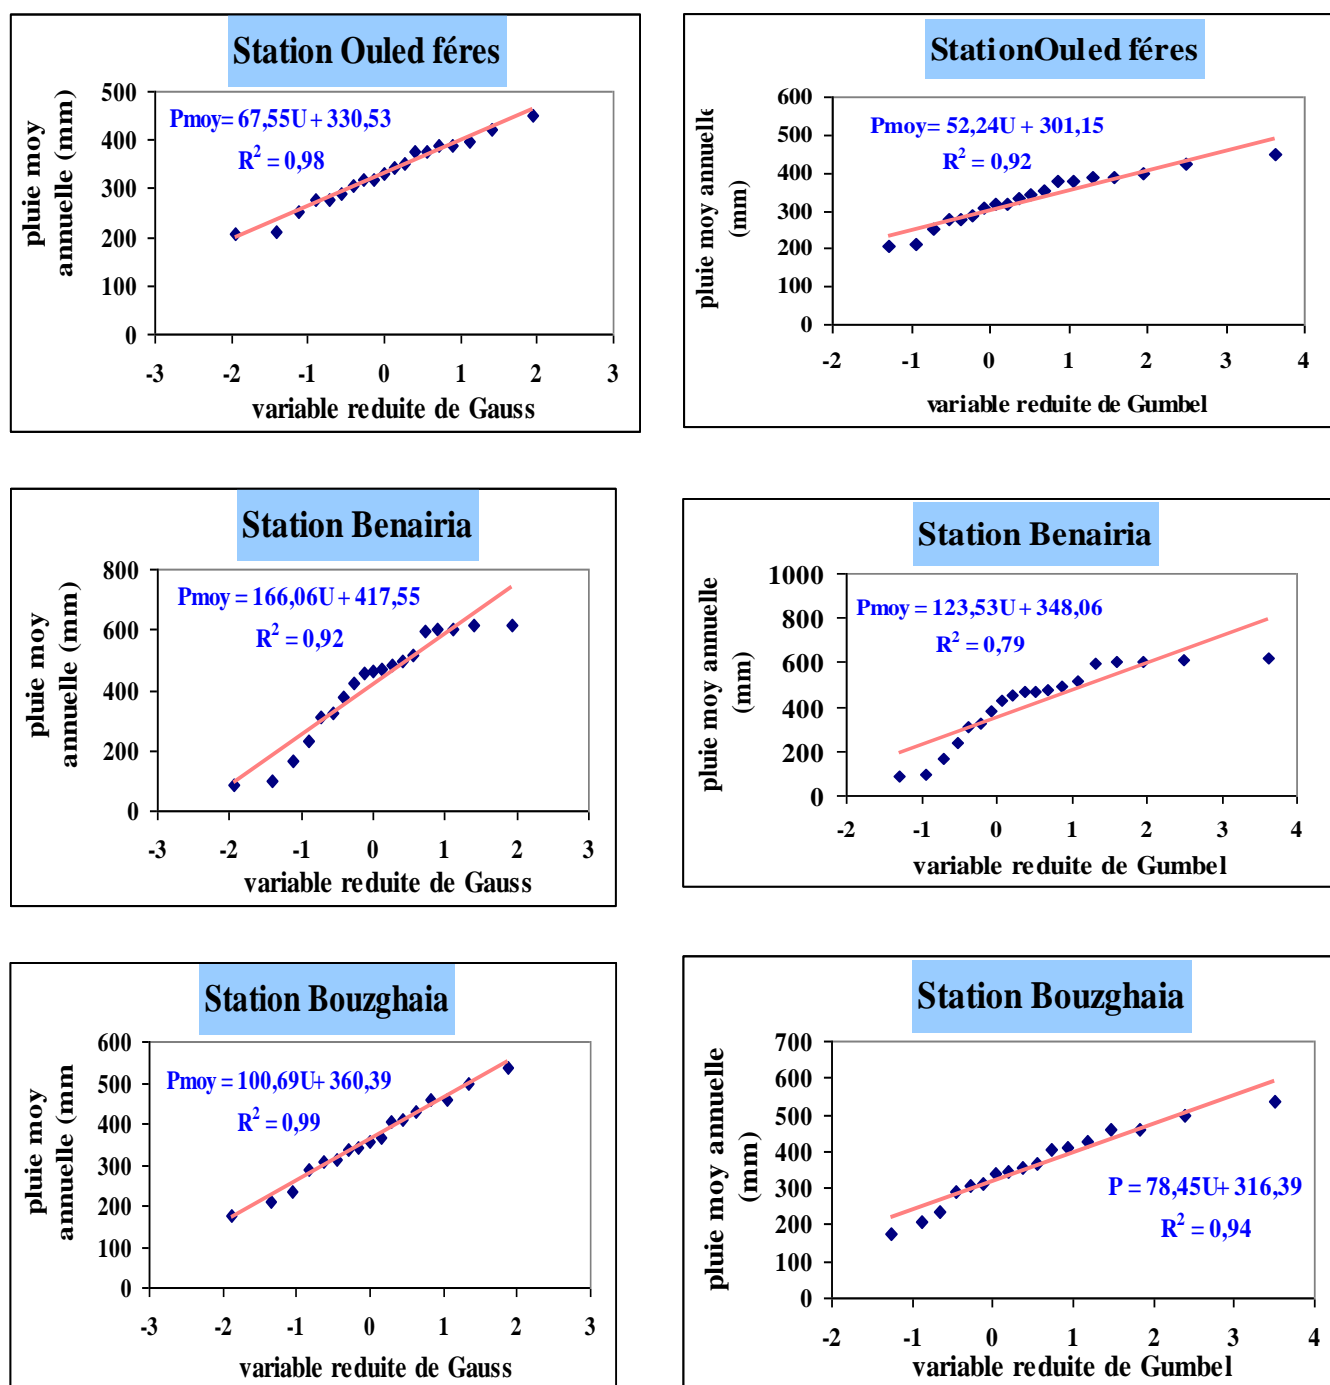 Station Ouled féres
pluie moy
annuelle (mm)
500
400
300
200
100
0
Pmoy= 67,55U + 330,53
R² = 0,98
-3 -2 -1 0 1 2 3
variable reduite de Gauss
StationOuled féres
pluie moy annuelle
(mm)
600
500
400
300
200
100
0
Pmoy= 52,24U + 301,15
R² = 0,92
-2 -1 0 1 2 3 4
variable reduite de Gumbel
Station Benairia
pluie moy
annuelle (mm)
800
600
400
200
0
Pmoy = 166,06U + 417,55
R² = 0,92
-3 -2 -1 0 1 2 3
variable reduite de Gauss
Station Benairia
pluie moy annuelle
(mm)
1000
800
600
400
200
0
Pmoy = 123,53U + 348,06
R² = 0,79
-2 -1 0 1 2 3 4
variable reduite de Gumbel
Station Bouzghaia
pluie moy
annuelle (mm
600
500
400
300
200
100
0
Pmoy = 100,69U+ 360,39
R² = 0,99
-3 -2 -1 0 1 2 3
variable reduite de Gauss
Station Bouzghaia
pluie moy annuelle
(mm)
700
600
500
400
300
200
100
0
P = 78,45U+ 316,39
R² = 0,94
-2 -1 0 1 2 3 4
variable reduite de Gumbel